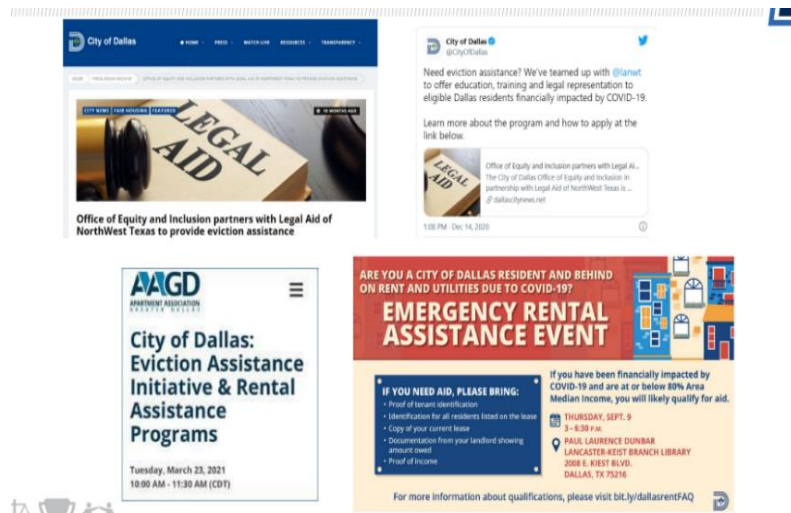 City of Dallas
HOME PRESS WATCH LIVE RESOURCES TRANSPARENCY
HOME
CITY NEWS FAIR HOUSING FEATURED
10 MONTHS AGO
LEGAL
AID
Office of Equity and Inclusion partners with Legal Aid of
NorthWest Texas to provide eviction assistance
City of Dallas
@CityOfDallas
Need eviction assistance? We've teamed up with @lanwt
to offer education, training and legal representation to
eligible Dallas residents financially impacted by COVID-19.
Learn more about the program and how to apply at the
link below.
LEGAL
AID
Office of Equity and Inclusion partners with Legal Ai...
The City of Dallas Office of Equity and Inclusion in
partnership with Legal Aid of NorthWest Texas is ...
dallascitynews.net
1:08 PM · Dec 14, 2020
AAGD
APARTMENT ASSOCIATION
GREATER DALLAS
City of Dallas:
Eviction Assistance
Initiative & Rental
Assistance
Programs
Tuesday, March 23, 2021
10:00 AM - 11:30 AM (CDT)
ARE YOU A CITY OF DALLAS RESIDENT AND BEHIND
ON RENT AND UTILITIES DUE TO COVID-19?
EMERGENCY RENTAL
ASSISTANCE EVENT
IF YOU NEED AID, PLEASE BRING:
• Proof of tenant identification
• Identification for all residents listed on the lease
• Copy of your current lease
• Documentation from your landlord showing
amount owed
• Proof of income
If you have been financially impacted by
COVID-19 and are at or below 80% Area
Median Income, you will likely qualify for aid.
THURSDAY, SEPT. 9
3 - 6:30 P.M.
PAUL LAURENCE DUNBAR
LANCASTER-KEIST BRANCH LIBRARY
2008 E. KIEST BLVD.
DALLAS, TX 75216
For more information about qualifications, please visit bit.ly/dallasrentFAQ